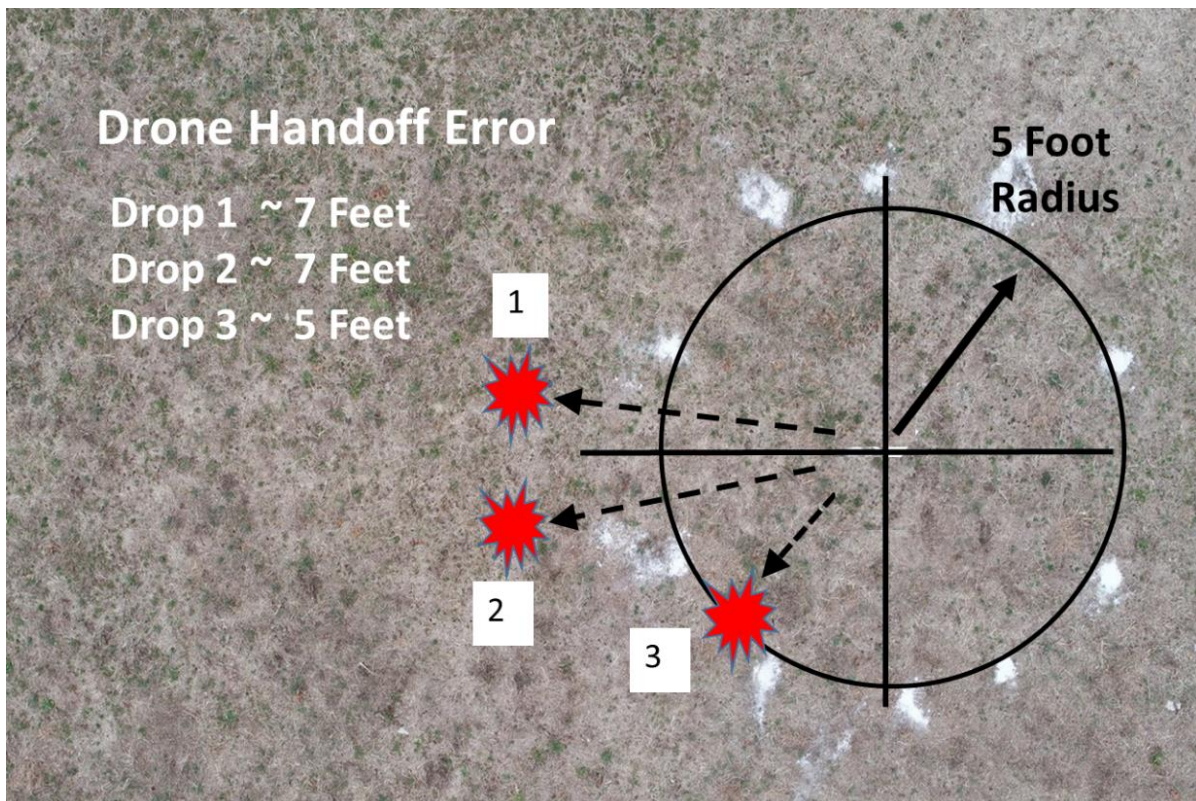 Drone Handoff Error
Drop 1 ~ 7 Feet
Drop 2 ~ 7 Feet
Drop 3 ~ 5 Feet
5 Foot
Radius
1
2
3